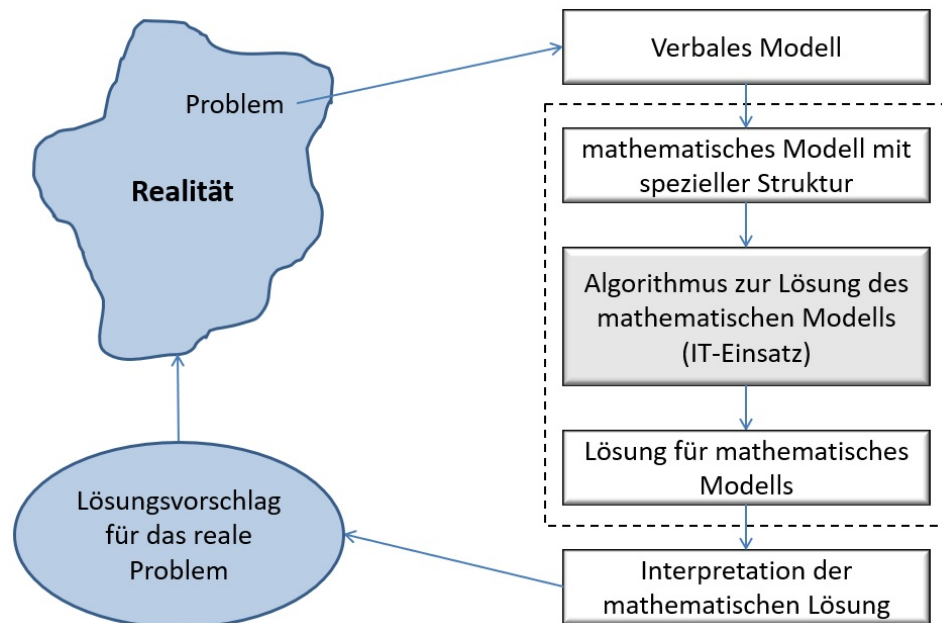 Problem
Realität
Verbales Modell
mathematisches Modell mit
spezieller Struktur
Algorithmus zur Lösung des
mathematischen Modells
(IT-Einsatz)
Lösung für mathematisches
Modells
Interpretation der
mathematischen Lösung
Lösungsvorschlag
für das reale
Problem